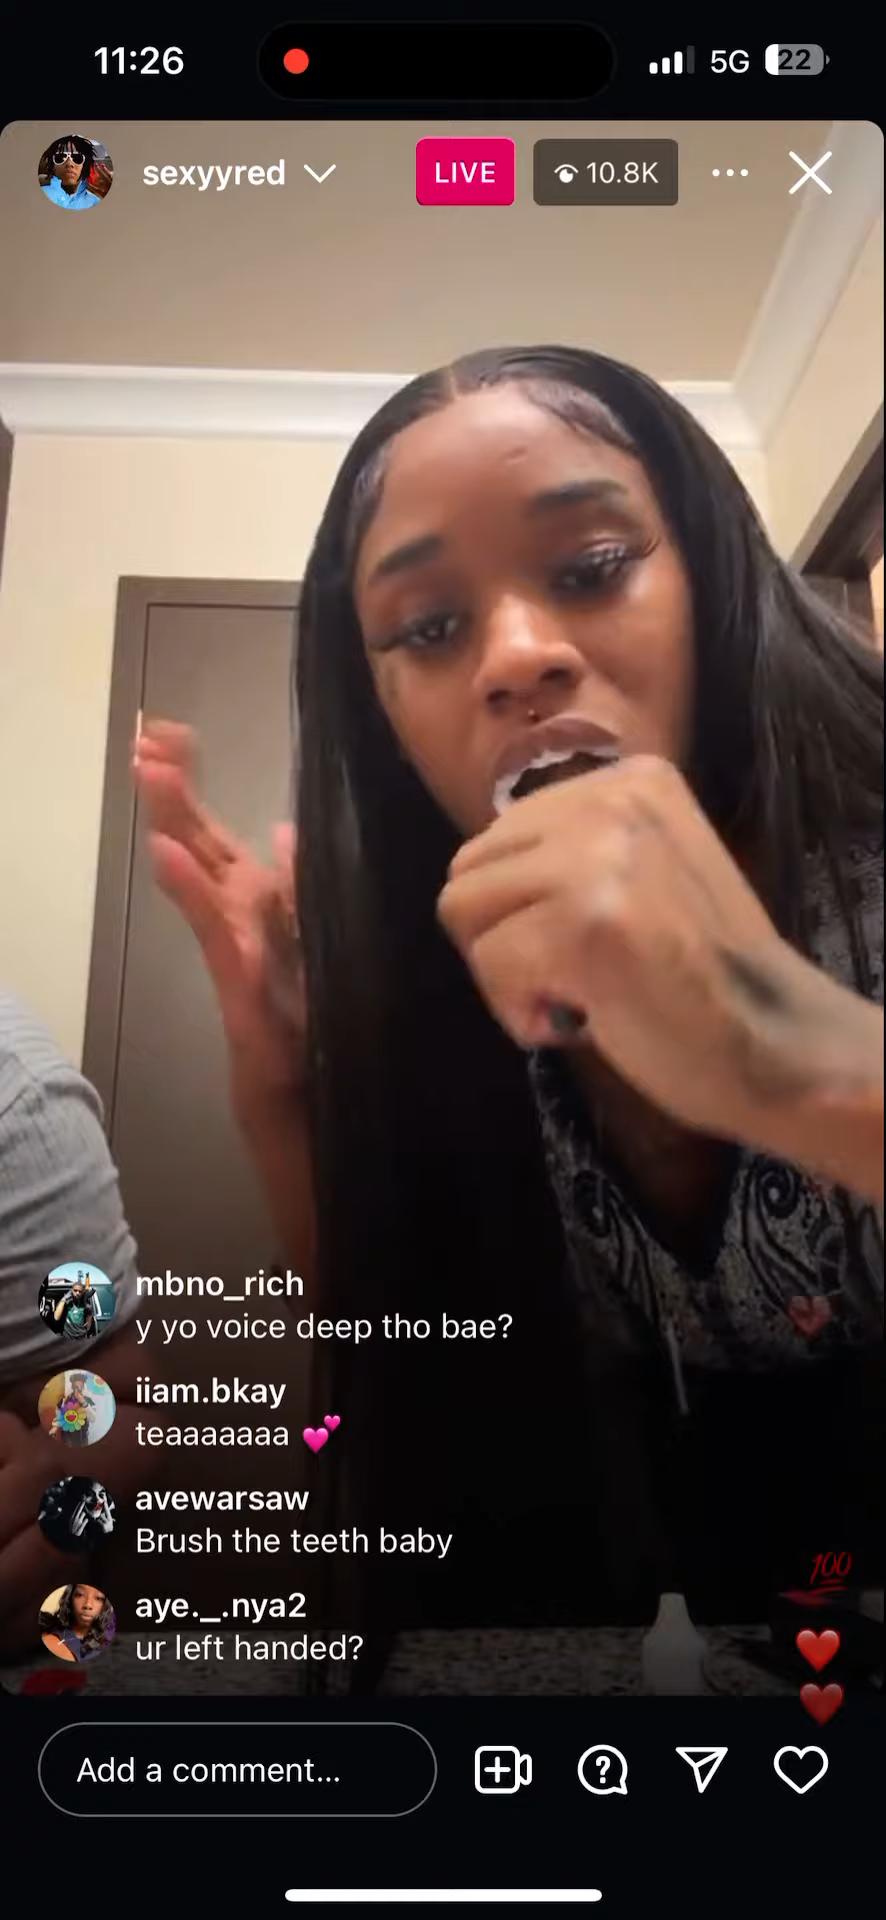 11:26
5G
22
sexyyred
LIVE
10.8K
mbno_rich
y yo voice deep tho bae?
iiam.bkay
teaaaaaaa 💕
avewarsaw
Brush the teeth baby
aye._.nya2
ur left handed?
💯
Add a comment...